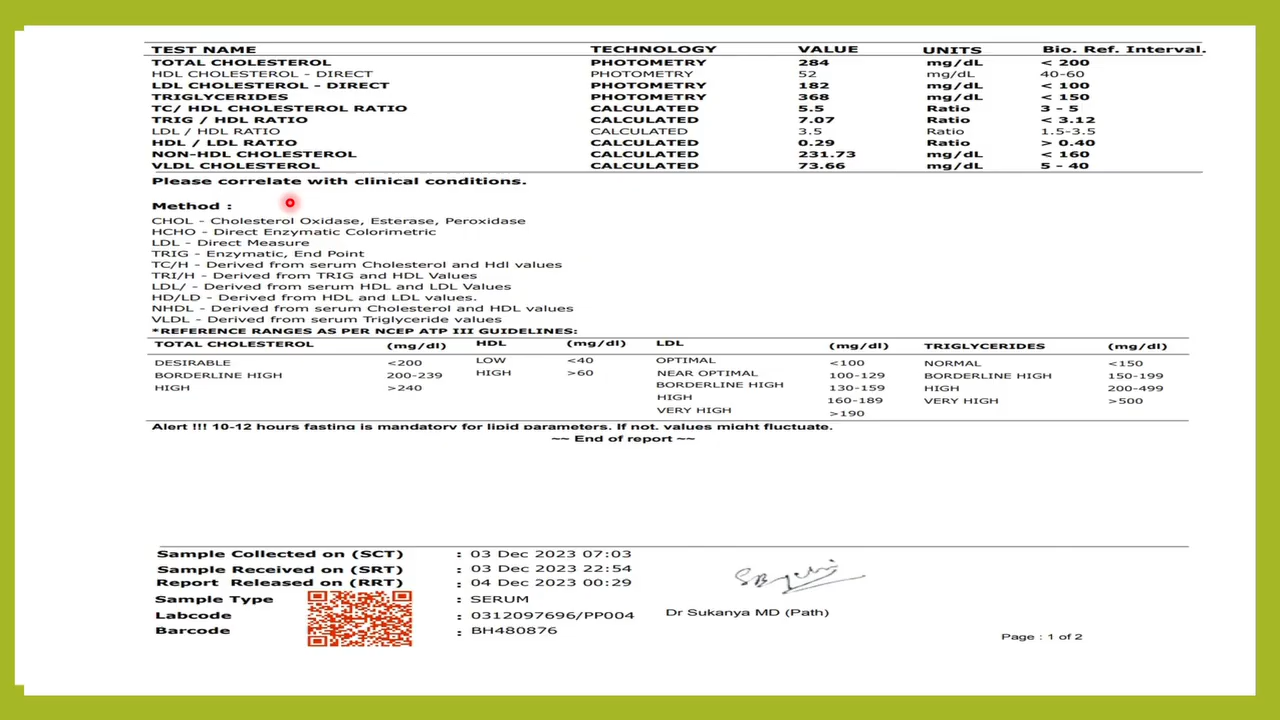 TEST NAME TECHNOLOGY VALUE UNITS Bio. Ref. Interval.
TOTAL CHOLESTEROL PHOTOMETRY 284 mg/dL < 200
HDL CHOLESTEROL - DIRECT PHOTOMETRY 52 mg/dL 40-60
LDL CHOLESTEROL - DIRECT PHOTOMETRY 182 mg/dL < 100
TRIGLYCERIDES PHOTOMETRY 368 mg/dL < 150
TC/ HDL CHOLESTEROL RATIO CALCULATED 5.5 Ratio 3 - 5
TRIG / HDL RATIO CALCULATED 7.07 Ratio < 3.12
LDL / HDL RATIO CALCULATED 3.5 Ratio 1.5-3.5
HDL / LDL RATIO CALCULATED 0.29 Ratio > 0.40
NON-HDL CHOLESTEROL CALCULATED 231.73 mg/dL < 160
VLDL CHOLESTEROL CALCULATED 73.66 mg/dL 5 - 40
Please correlate with clinical conditions.
Method :
CHOL - Cholesterol Oxidase, Esterase, Peroxidase
HCHO - Direct Enzymatic Colorimetric
LDL - Direct Measure
TRIG - Enzymatic, End Point
TC/H - Derived from serum Cholesterol and Hdl values
TRI/H - Derived from TRIG and HDL Values
LDL/ - Derived from serum HDL and LDL Values
HD/LD - Derived from HDL and LDL values.
NHDL - Derived from serum Cholesterol and HDL values
VLDL - Derived from serum Triglyceride values
*REFERENCE RANGES AS PER NCEP ATP III GUIDELINES:
TOTAL CHOLESTEROL (mg/dl) HDL (mg/dl) LDL (mg/dl) TRIGLYCERIDES (mg/dl)
DESIRABLE <200 LOW <40 OPTIMAL <100 NORMAL <150
BORDERLINE HIGH 200-239 HIGH >60 NEAR OPTIMAL 100-129 BORDERLINE HIGH 150-199
HIGH >240 BORDERLINE HIGH 130-159 HIGH 200-499
HIGH 160-189 VERY HIGH >500
VERY HIGH >190
Alert !!! 10-12 hours fasting is mandatory for lipid parameters. If not, values might fluctuate.
~~ End of report ~~
Sample Collected on (SCT) : 03 Dec 2023 07:03
Sample Received on (SRT) : 03 Dec 2023 22:54
Report Released on (RRT) : 04 Dec 2023 00:29
Sample Type : SERUM
Labcode : 0312097696/PP004
Barcode : BH480876
Dr Sukanya MD (Path)
Page : 1 of 2